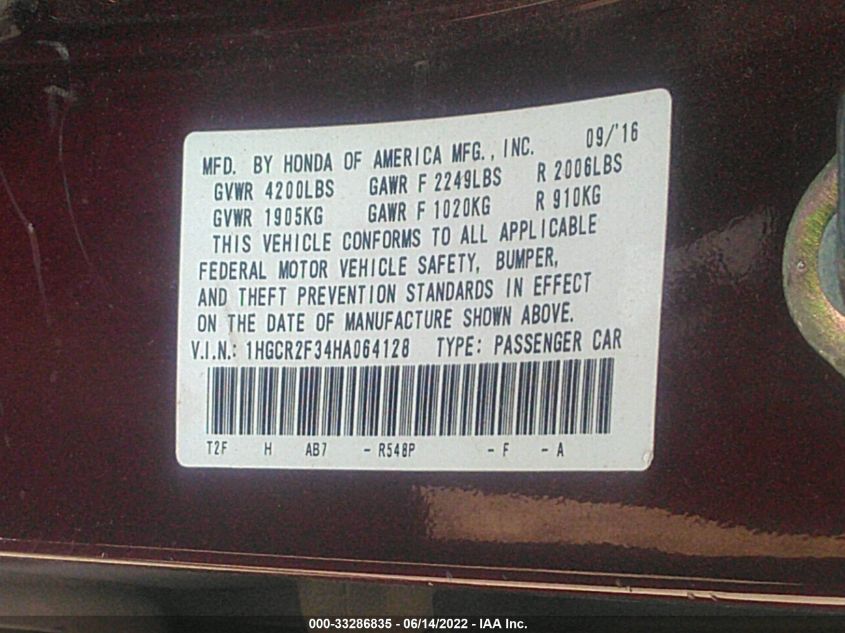 MFD. BY HONDA OF AMERICA MFG., INC. 09/'16
GVWR 4200LBS GAWR F 2249LBS R 2006LBS
GVWR 1905KG GAWR F 1020KG R 910KG
THIS VEHICLE CONFORMS TO ALL APPLICABLE
FEDERAL MOTOR VEHICLE SAFETY, BUMPER,
AND THEFT PREVENTION STANDARDS IN EFFECT
ON THE DATE OF MANUFACTURE SHOWN ABOVE.
V.I.N.: 1HGCR2F34HA064128 TYPE: PASSENGER CAR
T2F H AB7 - R548P - F - A
000-33286835 - 06/14/2022 - IAA Inc.